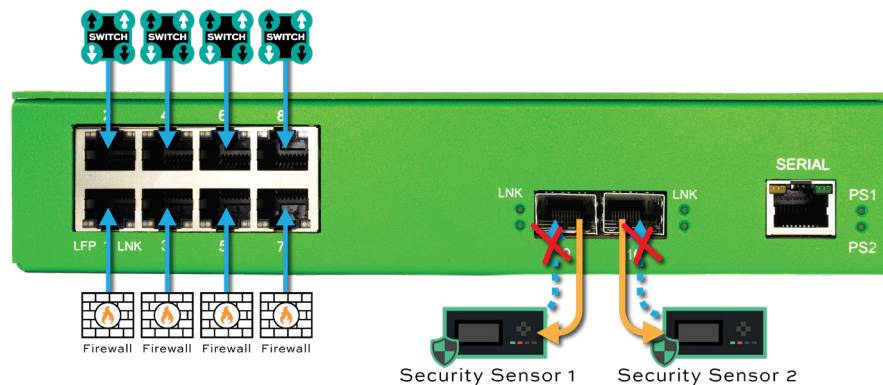 SWITCH SWITCH SWITCH SWITCH
2 4 6 8
SERIAL
LNK LNK
PS1
LFP 1 LNK 3 5 7
PS2
Firewall Firewall Firewall Firewall
Security Sensor 1 Security Sensor 2